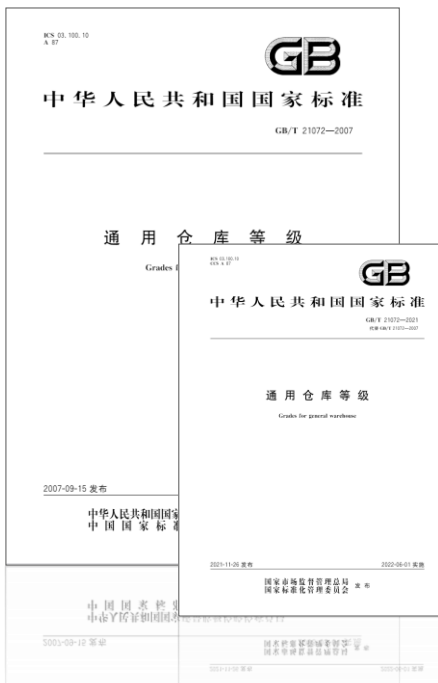 ICS 03.100.10
A 87
GB
中华人民共和国国家标准
GB/T 21072—2007
通用仓库等级
Grades f
2007-09-15 发布
中华人民共和国国家
中国国家标准
ICS 03.100.10
CCS A 87
GB
中华人民共和国国家标准
GB/T 21072—2021
代替 GB/T 21072—2007
通用仓库等级
Grades for general warehouse
2021-11-26 发布
2022-06-01 实施
国家市场监督管理总局
国家标准化管理委员会 发布